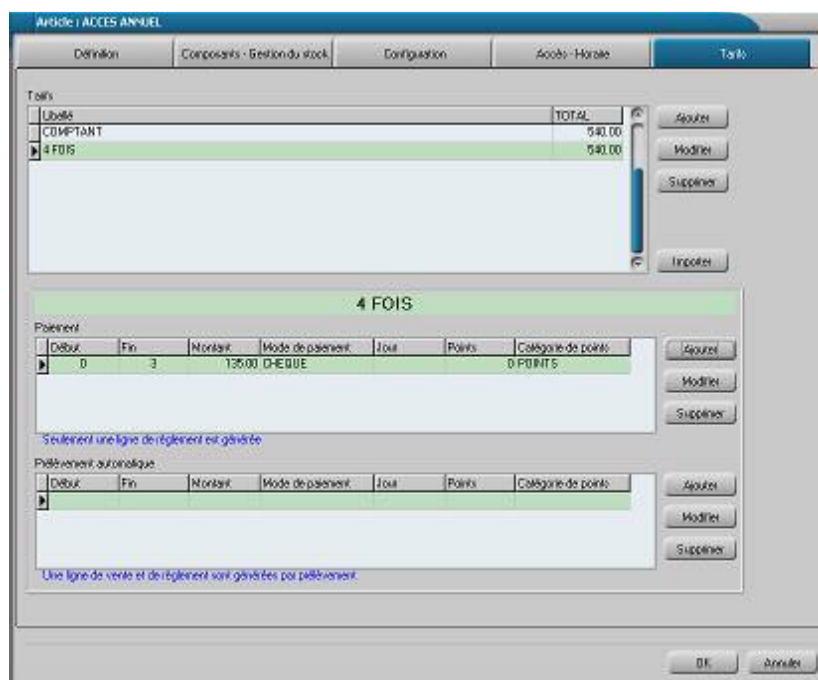 Article : ACCES ANNUEL
Définition Composants - Gestion du stock Configuration Accès - Horaire Tarifs
Tarifs
Libellé TOTAL
COMPTANT 540.00
4 FOIS 540.00
Ajouter
Modifier
Supprimer
Importer
4 FOIS
Paiement
Début Fin Montant Mode de paiement Jour Points Catégorie de points
0 3 135.00 CHEQUE 0 POINTS
Ajouter
Modifier
Supprimer
Seulement une ligne de réglement est générée
Prélèvement automatique
Début Fin Montant Mode de paiement Jour Points Catégorie de points
Ajouter
Modifier
Supprimer
Une ligne de vente et de réglement sont générées par prélèvement.
OK Annuler